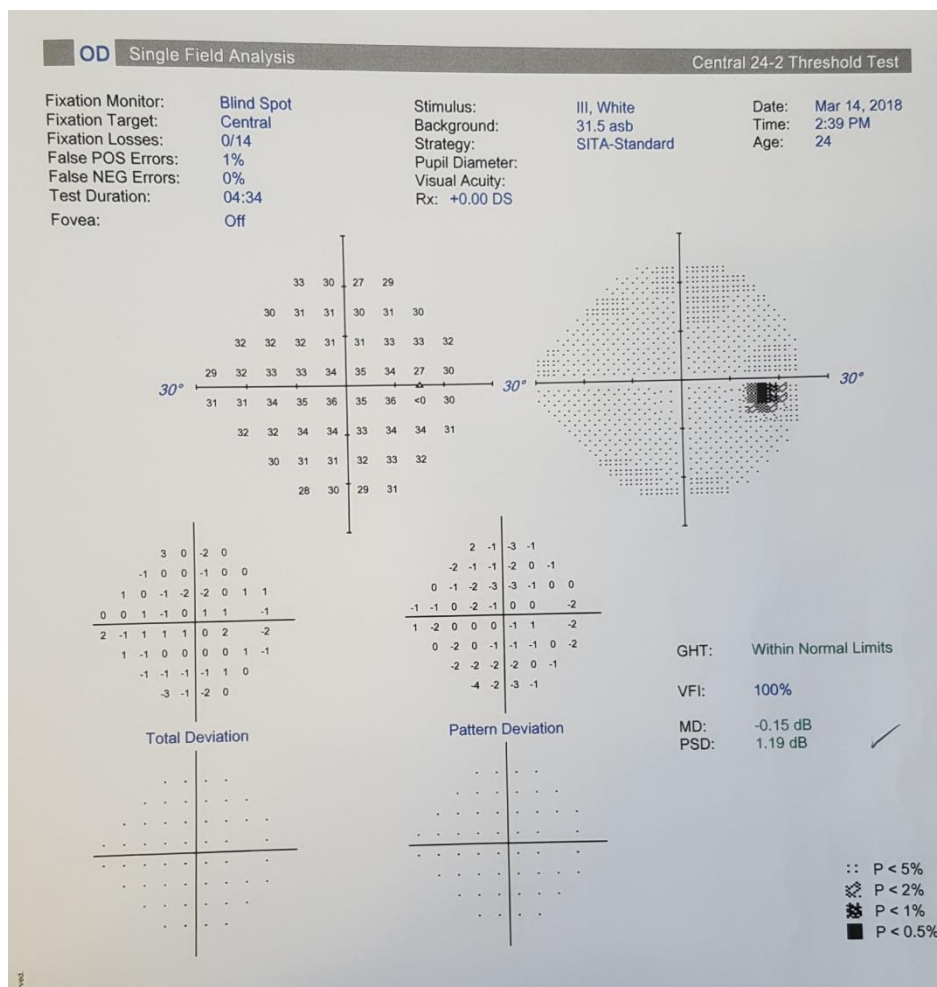 OD Single Field Analysis Central 24-2 Threshold Test
Fixation Monitor: Blind Spot Stimulus: III, White Date: Mar 14, 2018
Fixation Target: Central Background: 31.5 asb Time: 2:39 PM
Fixation Losses: 0/14 Strategy: SITA-Standard Age: 24
False POS Errors: 1% Pupil Diameter:
False NEG Errors: 0% Visual Acuity:
Test Duration: 04:34 Rx: +0.00 DS
Fovea: Off
33 30 27 29
30 31 31 30 31 30
32 32 32 31 31 33 33 32
29 32 33 33 34 35 34 27 30
30° 30° 30°
31 31 34 35 36 35 36 <0 30
32 32 34 34 33 34 34 31
30 31 31 32 33 32
28 30 29 31
3 0 -2 0
-1 0 0 -1 0 0
1 0 -1 -2 -2 0 1 1
0 0 1 -1 0 1 1 -1
2 -1 1 1 1 0 2 -2
1 -1 0 0 0 0 1 -1
-1 -1 -1 -1 1 0
-3 -1 -2 0
Total Deviation
2 -1 -3 -1
-2 -1 -1 -2 0 -1
0 -1 -2 -3 -3 -1 0 0
-1 -1 0 -2 -1 0 0 -2
1 -2 0 0 0 -1 1 -2
0 -2 0 -1 -1 -1 0 -2
-2 -2 -2 -2 0 -1
-4 -2 -3 -1
Pattern Deviation
GHT: Within Normal Limits
VFI: 100%
MD: -0.15 dB
PSD: 1.19 dB
P < 5%
P < 2%
P < 1%
P < 0.5%